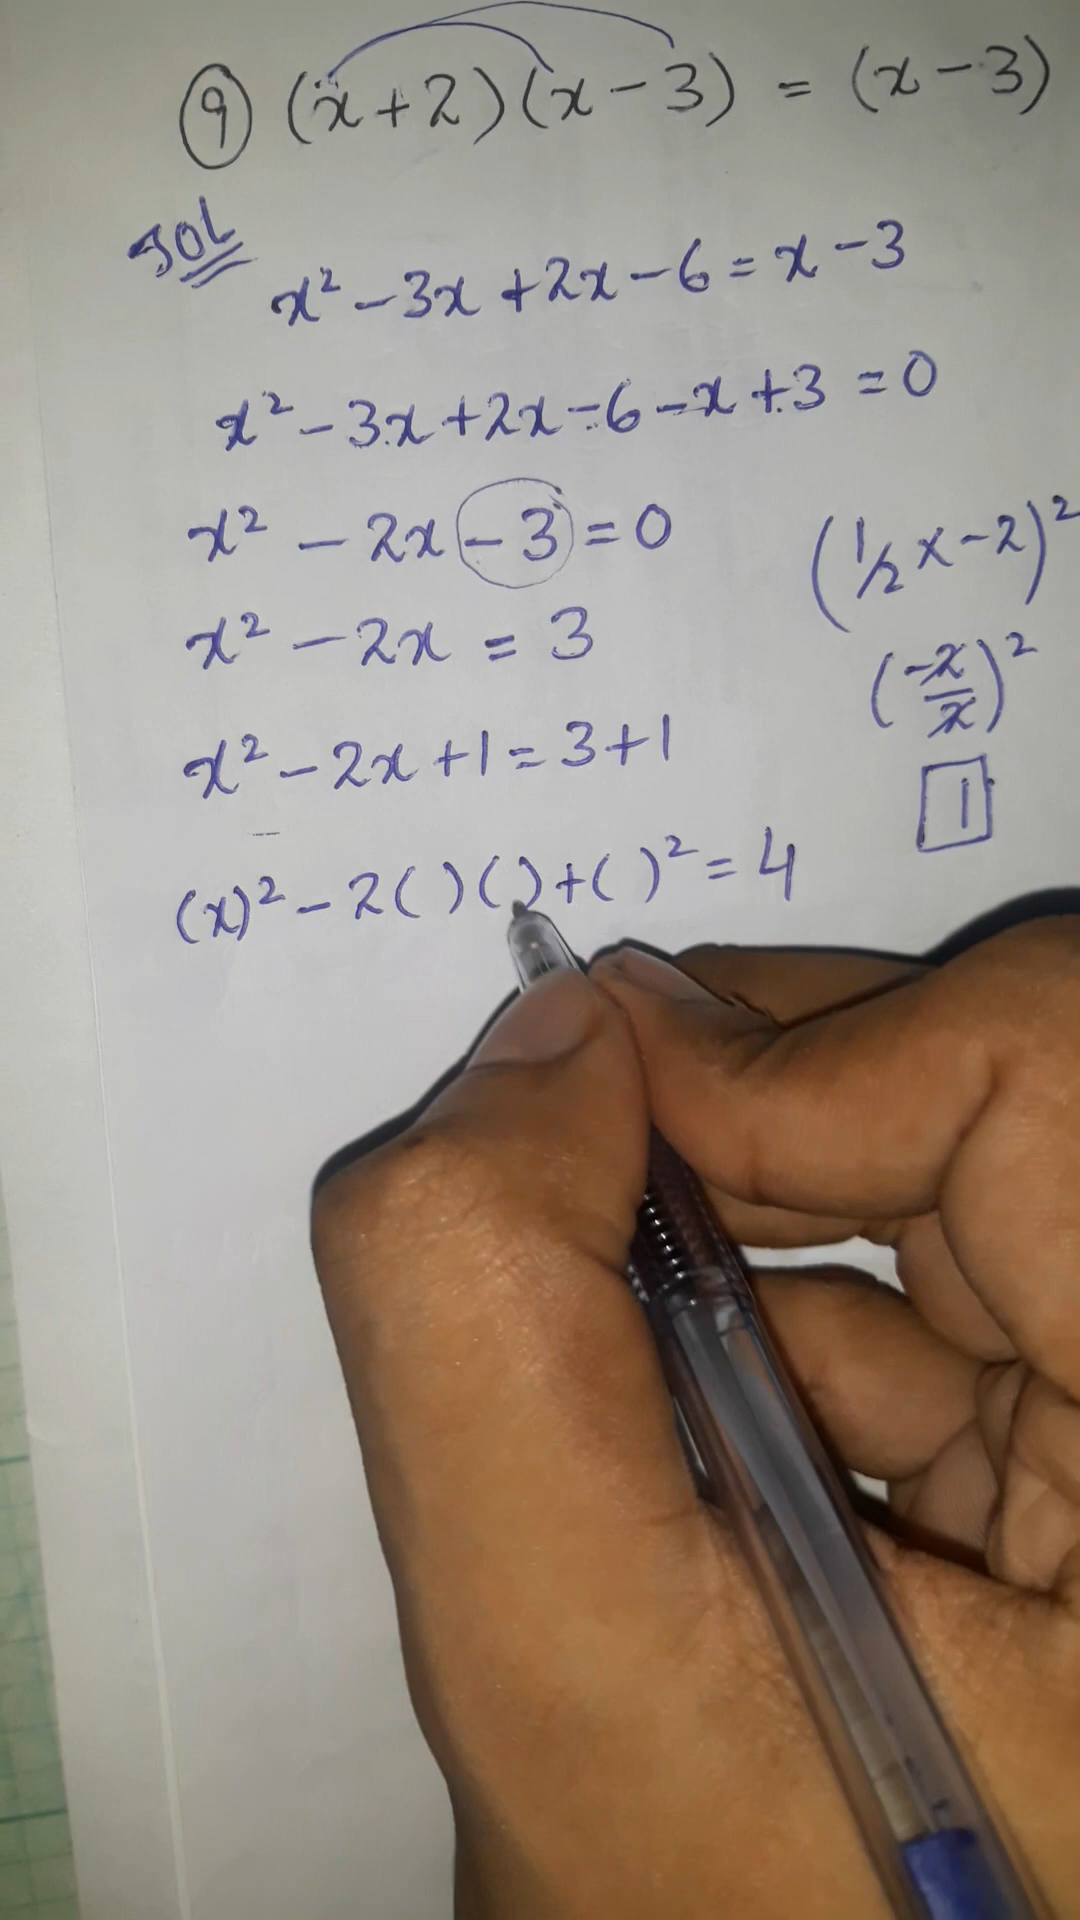 9 (x+2)(x-3) = (x-3)
SOL
x² -3x +2x -6 = x -3
x² -3x +2x -6 -x +3 = 0
x² - 2x -3 = 0
(1/2 x -2)²
x² - 2x = 3
(-x/x)²
x² - 2x +1 = 3+1
1
(x)² - 2( )( ) + ( )² = 4